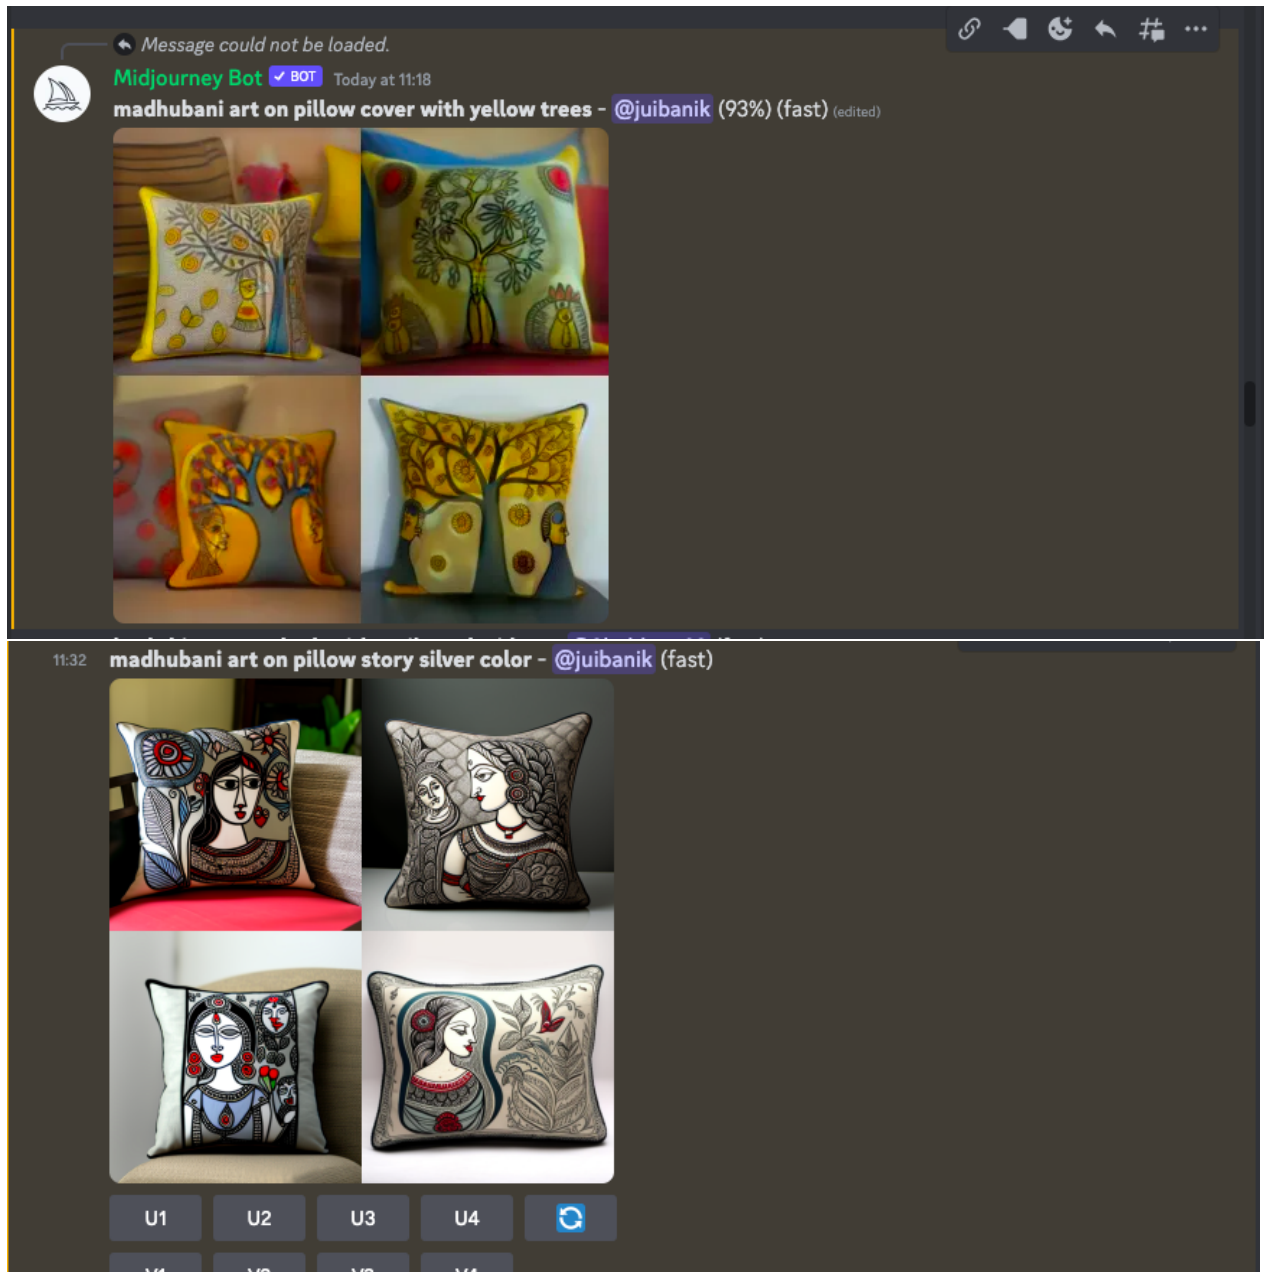 Message could not be loaded.
Midjourney Bot ✓ BOT Today at 11:18
madhubani art on pillow cover with yellow trees - @juibanik (93%) (fast) (edited)
11:32 madhubani art on pillow story silver color - @juibanik (fast)
U1 U2 U3 U4